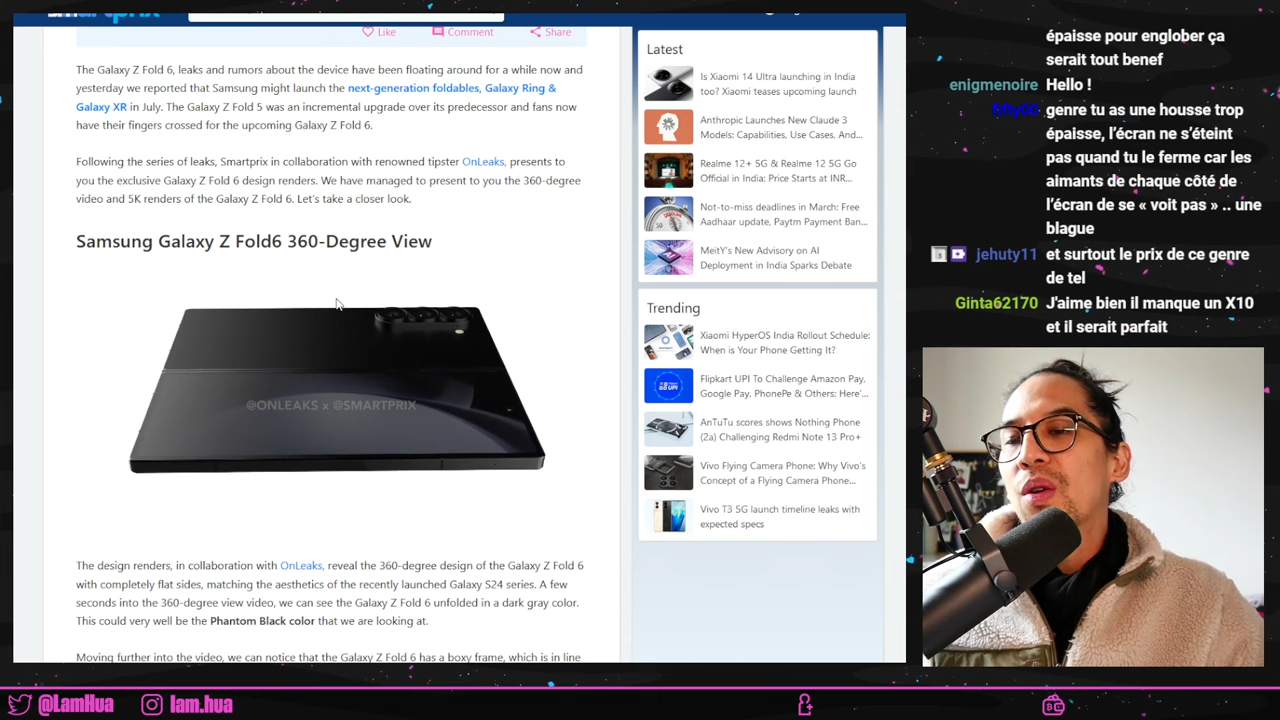 smartprix
Like
Comment
Share
The Galaxy Z Fold 6, leaks and rumors about the device have been floating around for a while now and
yesterday we reported that Samsung might launch the next-generation foldables, Galaxy Ring &
Galaxy XR in July. The Galaxy Z Fold 5 was an incremental upgrade over its predecessor and fans now
have their fingers crossed for the upcoming Galaxy Z Fold 6.
Following the series of leaks, Smartprix in collaboration with renowned tipster OnLeaks, presents to
you the exclusive Galaxy Z Fold 6 design renders. We have managed to present to you the 360-degree
video and 5K renders of the Galaxy Z Fold 6. Let's take a closer look.
Samsung Galaxy Z Fold6 360-Degree View
@ONLEAKS x @SMARTPRIX
The design renders, in collaboration with OnLeaks, reveal the 360-degree design of the Galaxy Z Fold 6
with completely flat sides, matching the aesthetics of the recently launched Galaxy S24 series. A few
seconds into the 360-degree view video, we can see the Galaxy Z Fold 6 unfolded in a dark gray color.
This could very well be the Phantom Black color that we are looking at.
Moving further into the video, we can notice that the Galaxy Z Fold 6 has a boxy frame, which is in line
Latest
Is Xiaomi 14 Ultra launching in India
too? Xiaomi teases upcoming launch
Anthropic Launches New Claude 3
Models: Capabilities, Use Cases, And...
Realme 12+ 5G & Realme 12 5G Go
Official in India: Price Starts at INR...
Not-to-miss deadlines in March: Free
Aadhaar update, Paytm Payment Ban...
MeitY's New Advisory on AI
Deployment in India Sparks Debate
Trending
Xiaomi HyperOS India Rollout Schedule:
When is Your Phone Getting It?
Flipkart UPI To Challenge Amazon Pay,
Google Pay, PhonePe & Others: Here'...
AnTuTu scores shows Nothing Phone
(2a) Challenging Redmi Note 13 Pro+
Vivo Flying Camera Phone: Why Vivo's
Concept of a Flying Camera Phone...
Vivo T3 5G launch timeline leaks with
expected specs
épaisse pour englober ça
serait tout benef
enigmenoire Hello !
fifty00 genre tu as une housse trop
épaisse, l'écran ne s'éteint
pas quand tu le ferme car les
aimants de chaque côté de
l'écran de se « voit pas » .. une
blague
jehuty11 et surtout le prix de ce genre
de tel
Ginta62170 J'aime bien il manque un X10
et il serait parfait
@LamHua
lam.hua